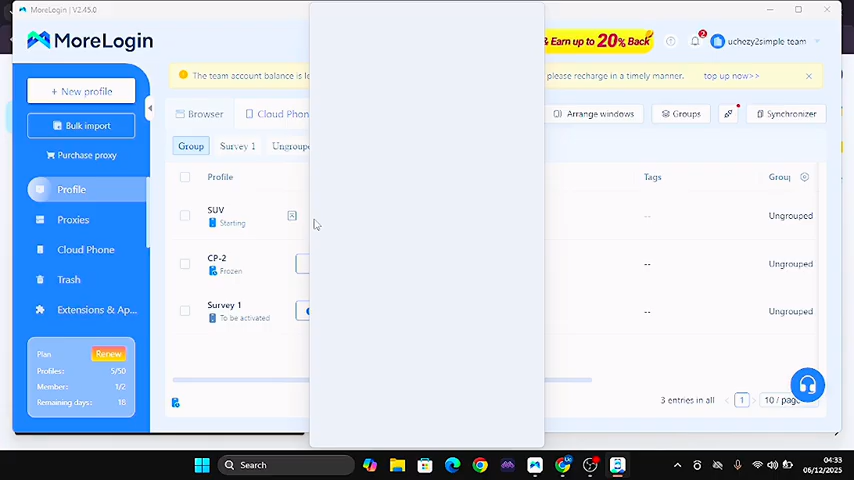 MoreLogin | V2.45.0
MoreLogin
& Earn up to 20% Back
2
uchezy2simple team
+ New profile
The team account balance is le
please recharge in a timely manner.
top up now>>
Bulk import
Browser
Cloud Phon
Arrange windows
Groups
Synchronizer
Purchase proxy
Group
Survey 1
Ungroupe
Profile
Profile
Tags
Group
Proxies
SUV
Starting
--
Ungrouped
Cloud Phone
CP-2
Frozen
--
Ungrouped
Trash
Extensions & Ap...
Survey 1
To be activated
--
Ungrouped
Plan
Renew
Profiles:
5/50
Member:
1/2
Remaining days:
18
3 entries in all
< 1 >
10 / page
Search
04:33
06/12/2025